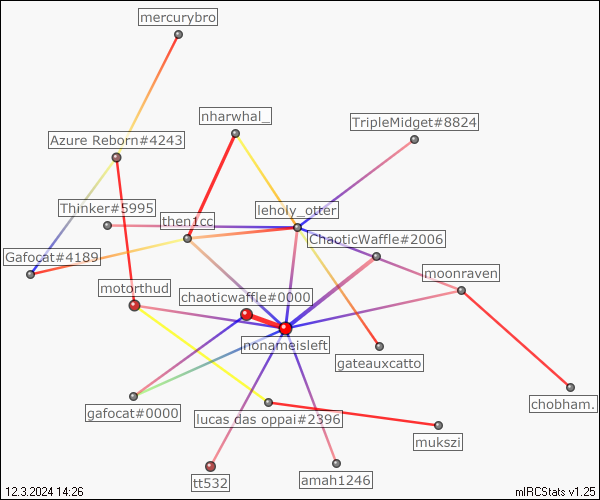 mercurybro
nharwhal_
TripleMidget#8824
Azure Reborn#4243
Thinker#5995
then1cc
leholy_otter
ChaoticWaffle#2006
Gafocat#4189
moonraven
motorthud
chaoticwaffle#0000
nonameisleft
gateauxcatto
gafocat#0000
lucas das oppai#2396
chobham.
mukszi
tt532
amah1246
12.3.2024 14:26
mIRCStats v1.25